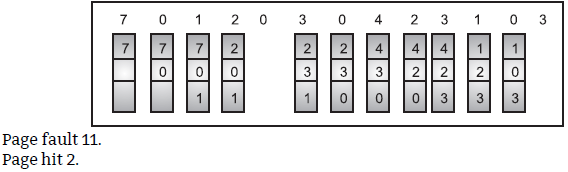 7 0 1 2 0 3 0 4 2 3 1 0 3
7 7 7 2 2 2 4 4 4 1 1
0 0 0 3 3 3 2 2 2 0
1 1 1 0 0 0 3 3 3
Page fault 11.
Page hit 2.